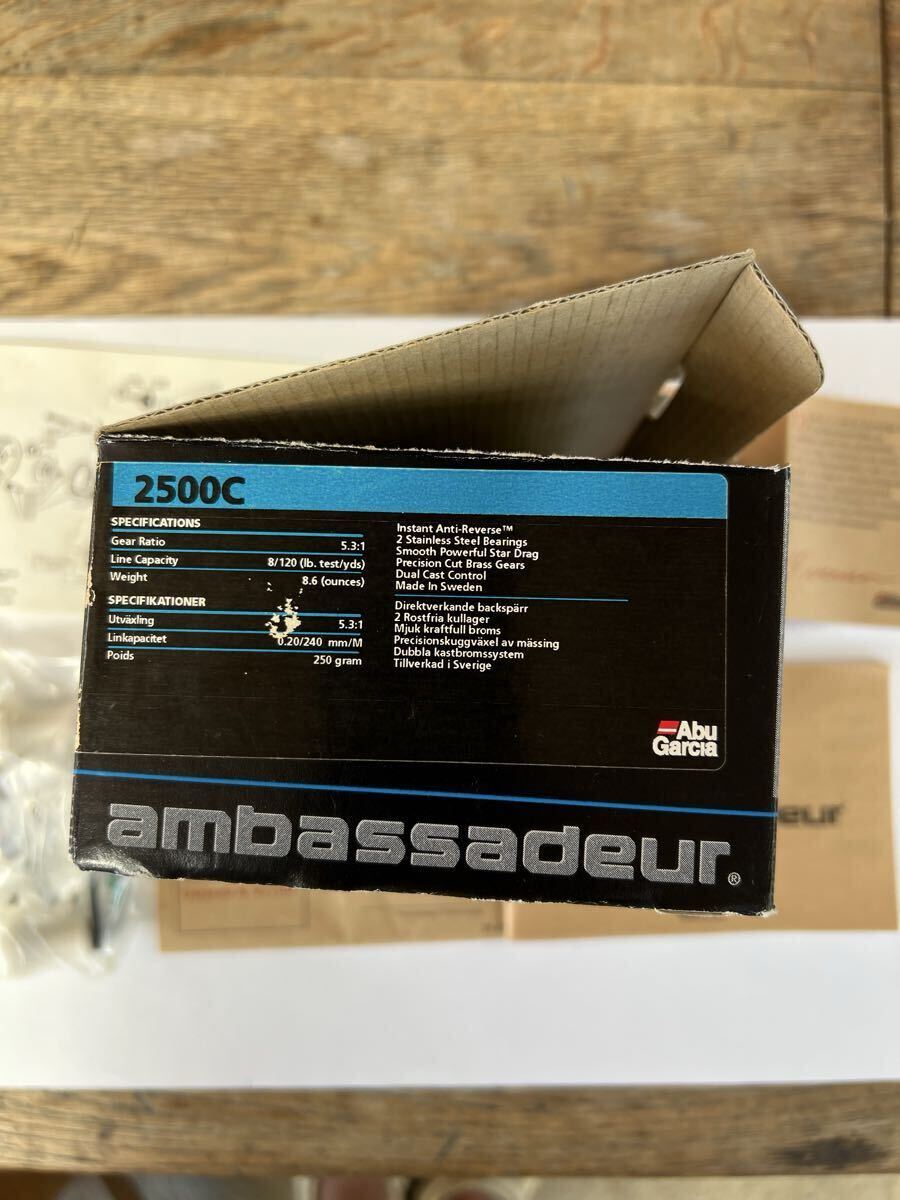 2500C
SPECIFICATIONS
Gear Ratio 5.3:1
Line Capacity 8/120 (lb. test/yds)
Weight 8.6 (ounces)
SPECIFIKATIONER
Utväxling 5.3:1
Linkapacitet 0.20/240 mm/M
Poids 250 gram
Instant Anti-Reverse™
2 Stainless Steel Bearings
Smooth Powerful Star Drag
Precision Cut Brass Gears
Dual Cast Control
Made In Sweden
Direktverkande backspärr
2 Rostfria kullager
Mjuk kraftfull broms
Precisionskuggväxel av mässing
Dubbla kastbromssystem
Tillverkad i Sverige
Abu
Garcia
ambassadeur®
eur